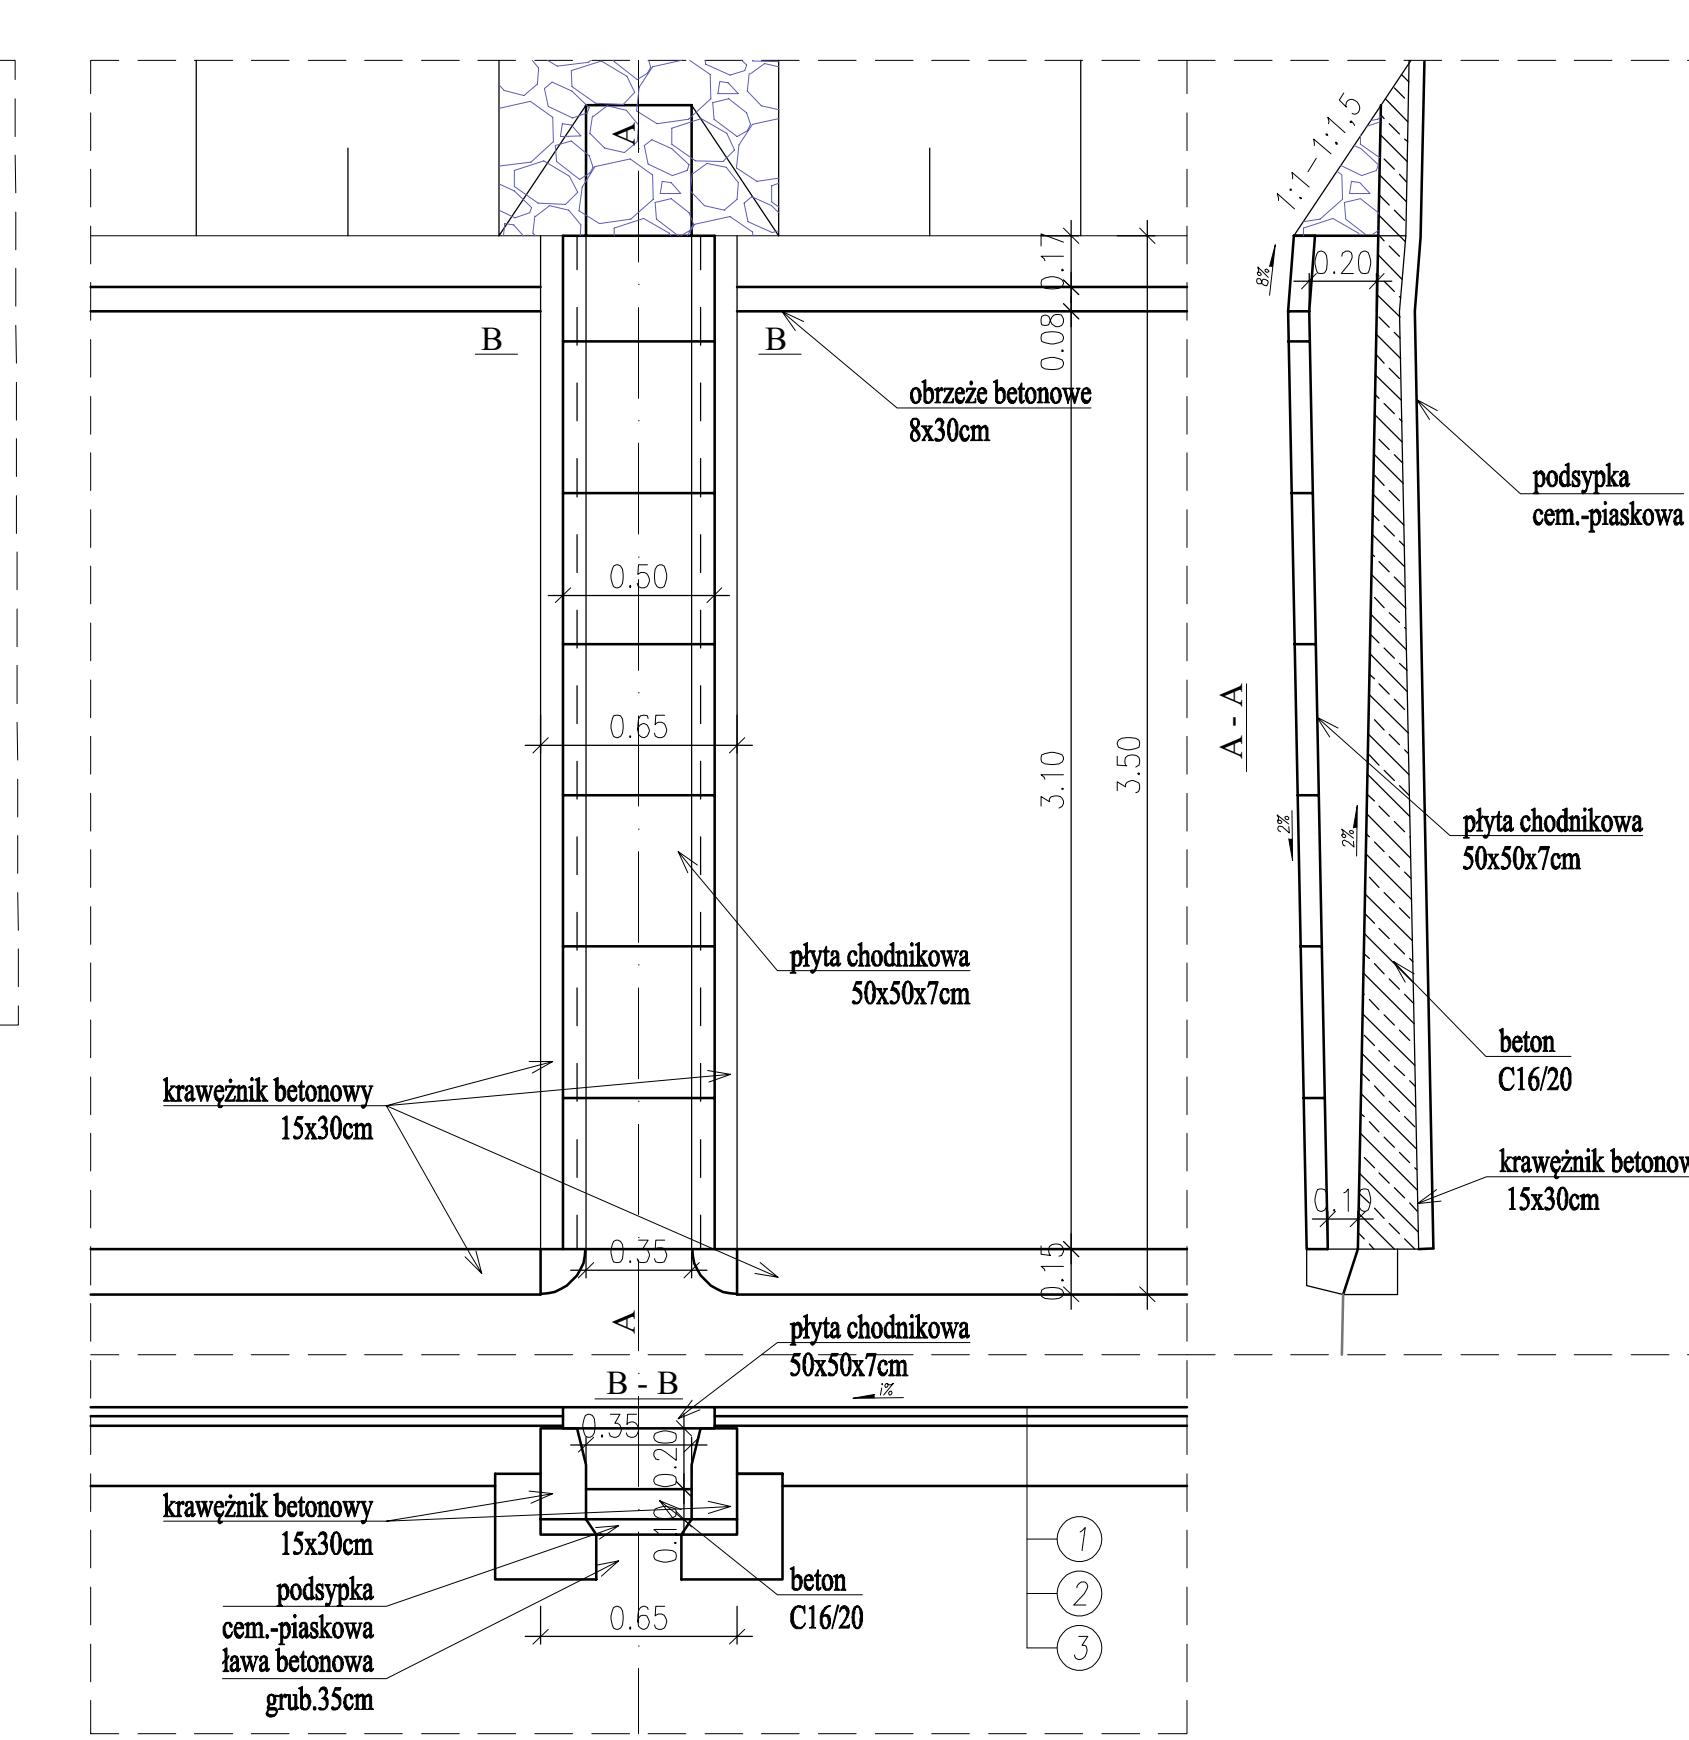 A
1:1-1:1,5
0.17
8%
0.20
B
B
0.08
obrzeże betonowe
8x30cm
podsypka
cem.-piaskowa
0.50
0.65
3.10
3.50
A - A
2%
2%
płyta chodnikowa
50x50x7cm
płyta chodnikowa
50x50x7cm
beton
C16/20
krawężnik betonowy
15x30cm
krawężnik betonow
15x30cm
0.10
0.35
0.15
A
płyta chodnikowa
50x50x7cm
B - B
i%
0.35
0.20
krawężnik betonowy
15x30cm
1
podsypka
cem.-piaskowa
beton
C16/20
2
0.65
ława betonowa
grub.35cm
3